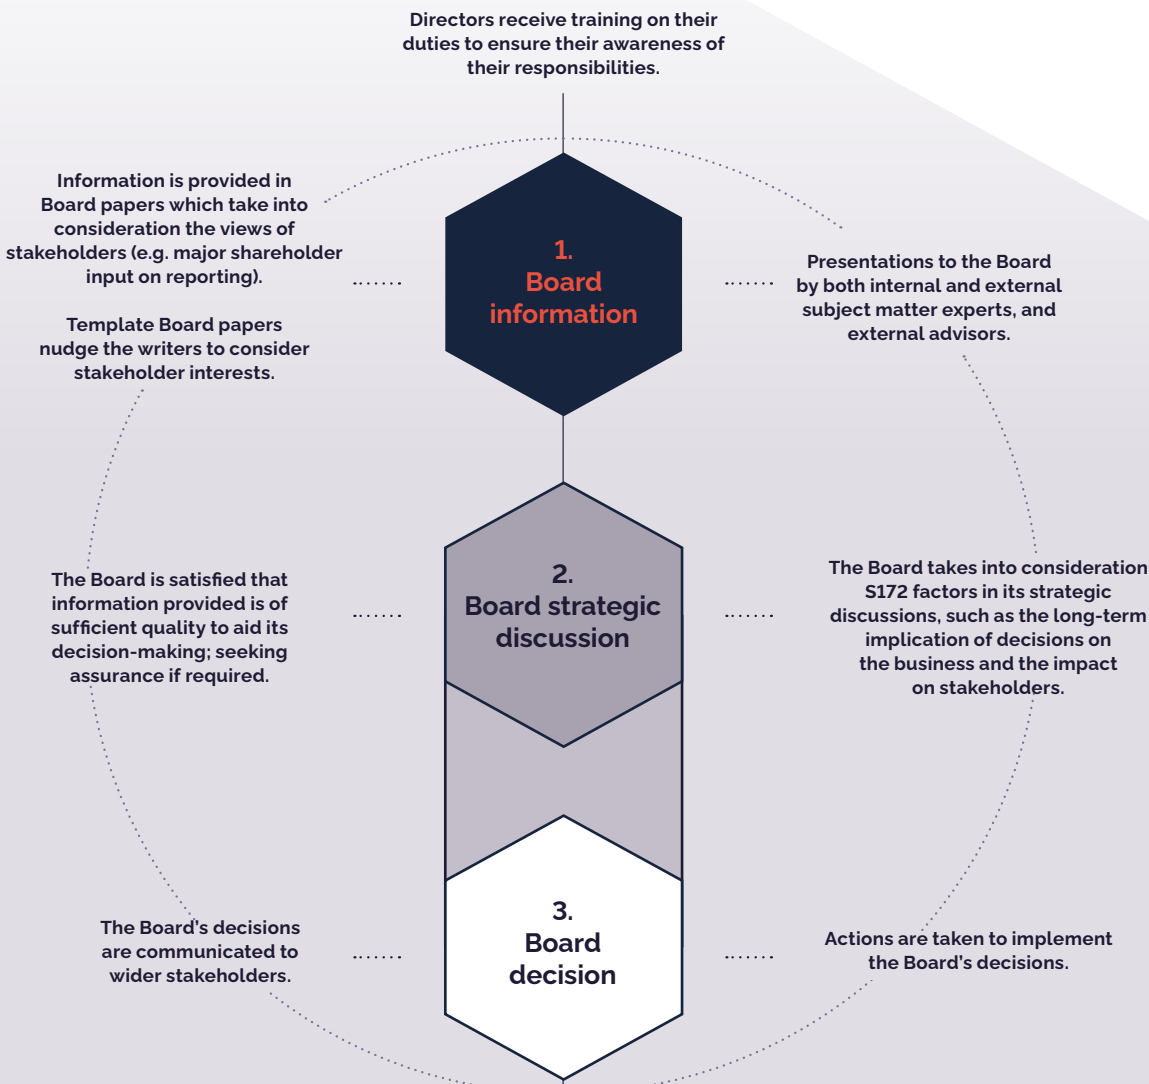 Directors receive training on their
duties to ensure their awareness of
their responsibilities.
Information is provided in
Board papers which take into
consideration the views of
stakeholders (e.g. major shareholder
input on reporting).
Template Board papers
nudge the writers to consider
stakeholder interests.
1.
Board
information
Presentations to the Board
by both internal and external
subject matter experts, and
external advisors.
The Board is satisfied that
information provided is of
sufficient quality to aid its
decision-making; seeking
assurance if required.
2.
Board strategic
discussion
The Board takes into consideration
S172 factors in its strategic
discussions, such as the long-term
implication of decisions on
the business and the impact
on stakeholders.
The Board's decisions
are communicated to
wider stakeholders.
3.
Board
decision
Actions are taken to implement
the Board's decisions.